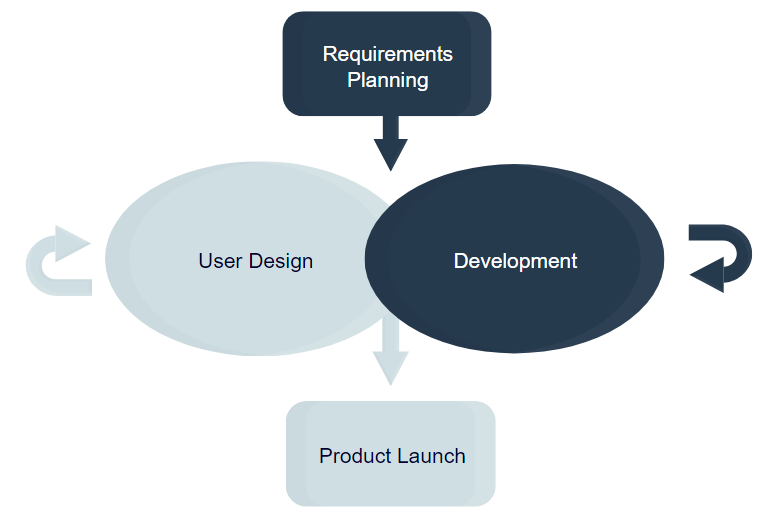 Requirements
Planning
User Design
Development
Product Launch